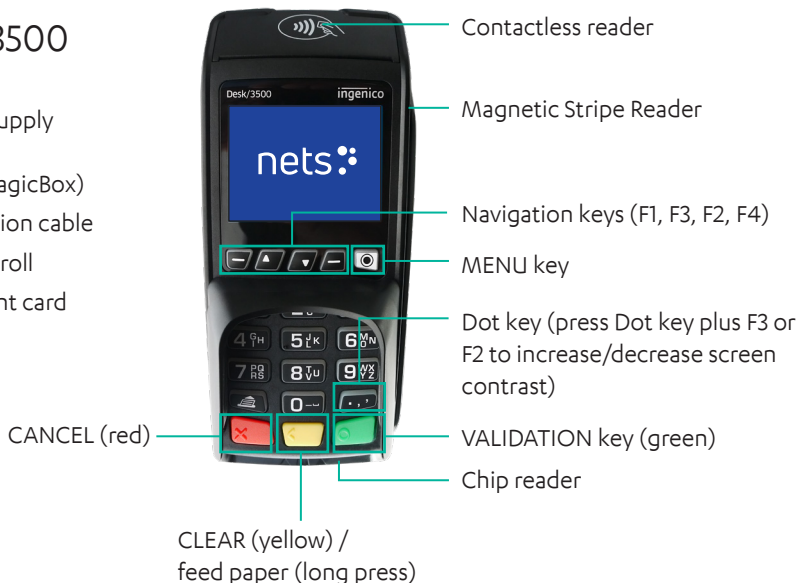 3500
Contactless reader
Desk/3500
ingenico
upply
Magnetic Stripe Reader
nets
agicBox)
ion cable
Navigation keys (F1, F3, F2, F4)
roll
MENU key
nt card
Dot key (press Dot key plus F3 or
F2 to increase/decrease screen
contrast)
4 GHI
5 JKL
6 MNO
7 PQRS
8 TUV
9 WXYZ
0
. , '
CANCEL (red)
VALIDATION key (green)
Chip reader
CLEAR (yellow) /
feed paper (long press)